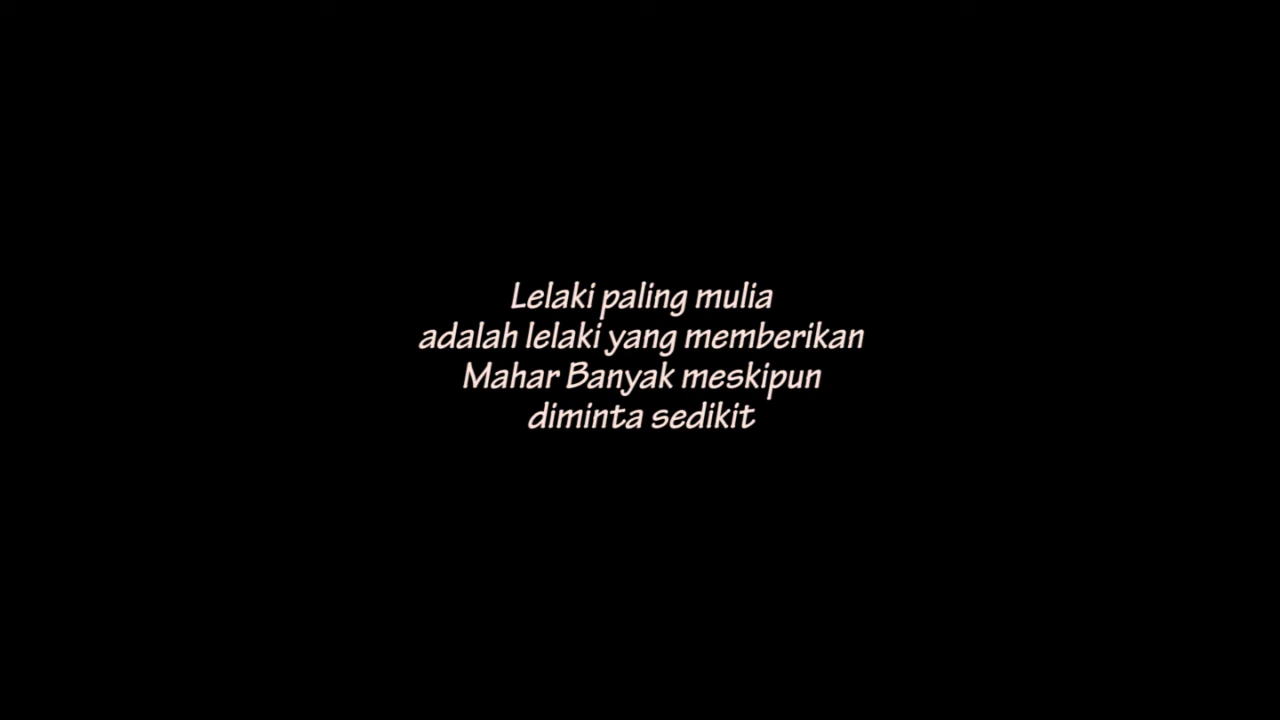 Lelaki paling mulia
adalah lelaki yang memberikan
Mahar Banyak meskipun
diminta sedikit